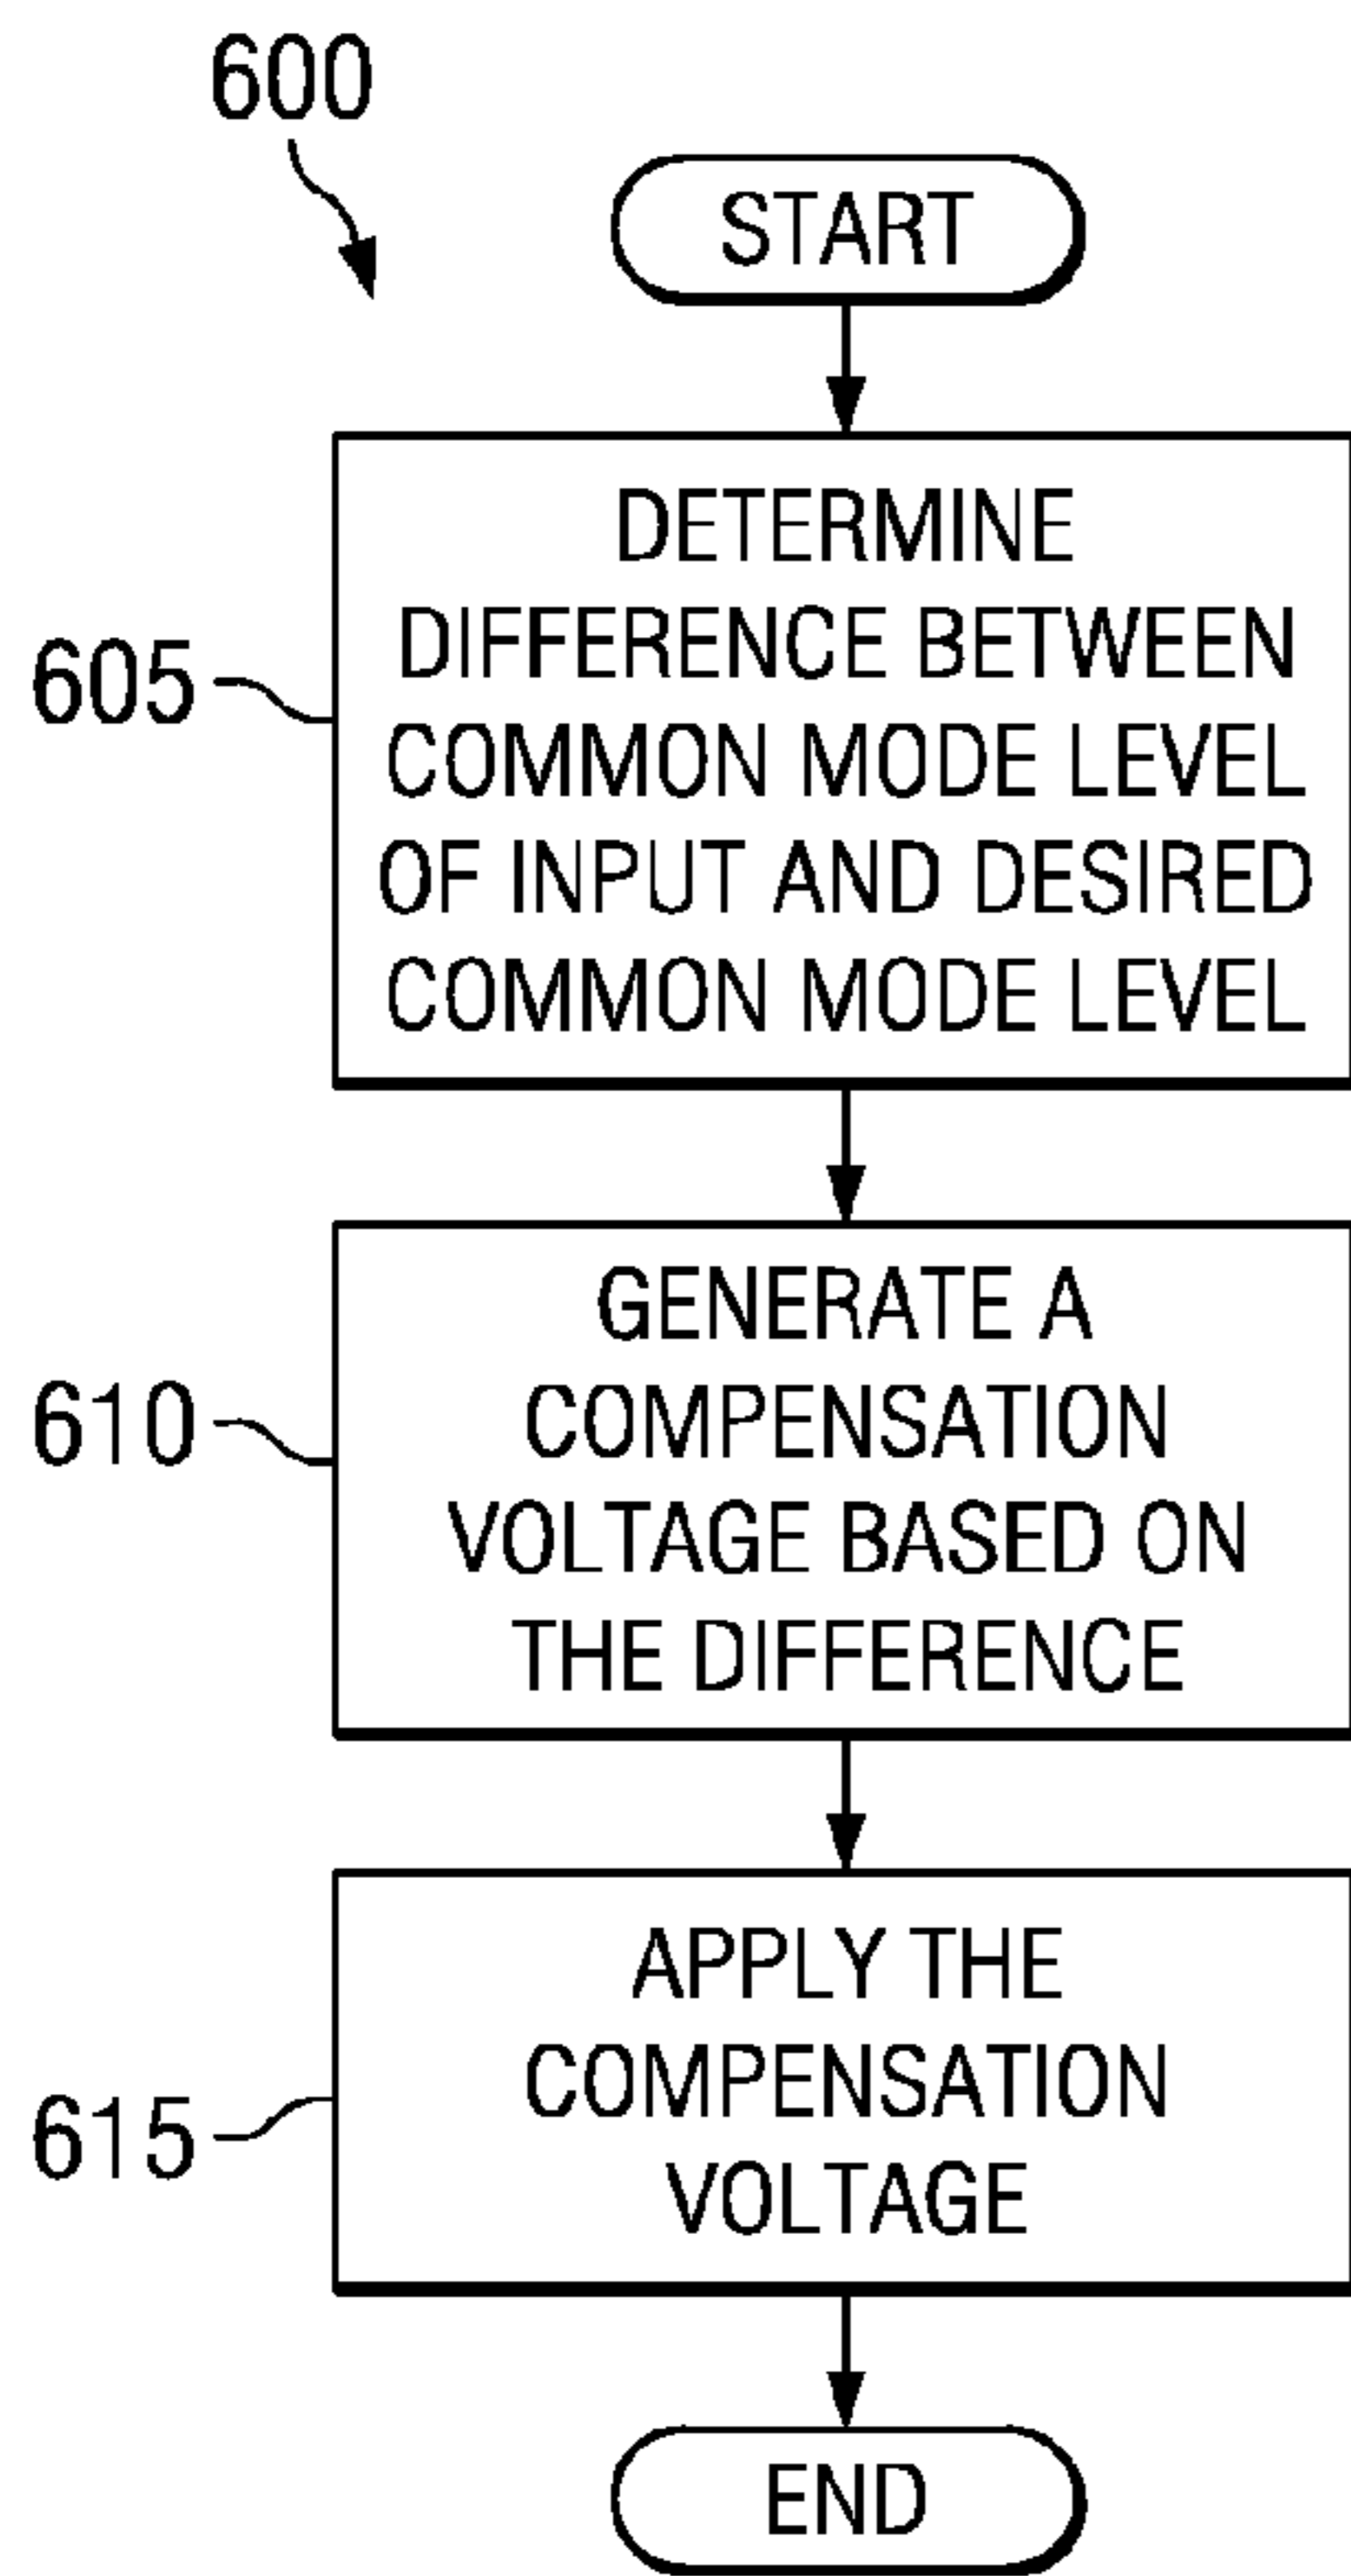 600
START
605
DETERMINE
DIFFERENCE BETWEEN
COMMON MODE LEVEL
OF INPUT AND DESIRED
COMMON MODE LEVEL
610
GENERATE A
COMPENSATION
VOLTAGE BASED ON
THE DIFFERENCE
615
APPLY THE
COMPENSATION
VOLTAGE
END